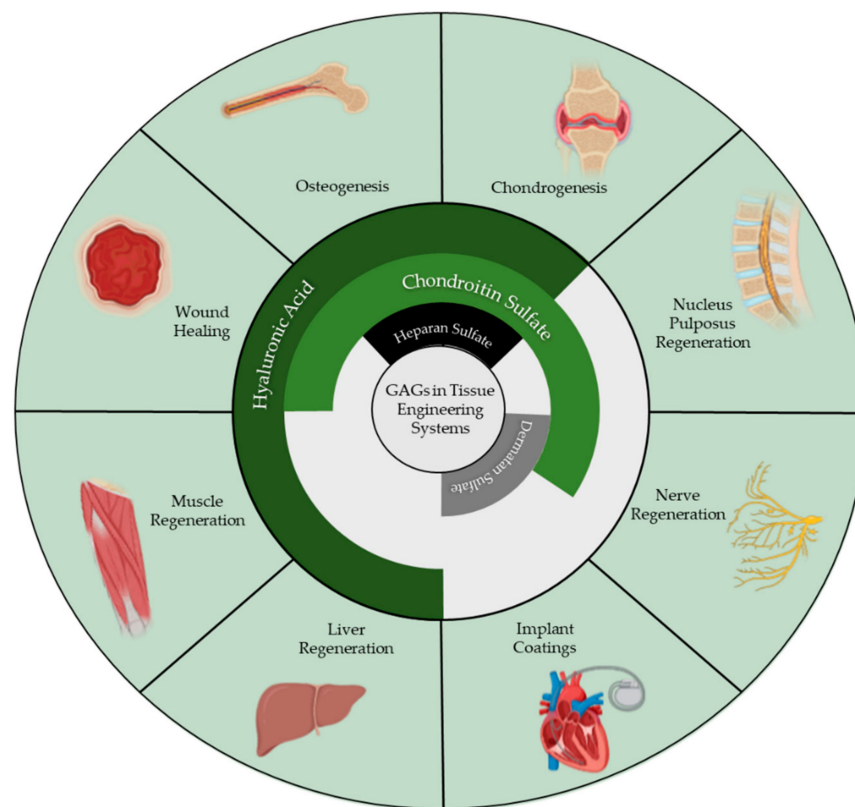 Osteogenesis
Chondrogenesis
Wound
Healing
Nucleus
Pulposus
Regeneration
Hyaluronic Acid
Chondroitin Sulfate
Heparan Sulfate
GAGs in Tissue
Engineering
Systems
Dermatan Sulfate
Muscle
Regeneration
Nerve
Regeneration
Liver
Regeneration
Implant
Coatings